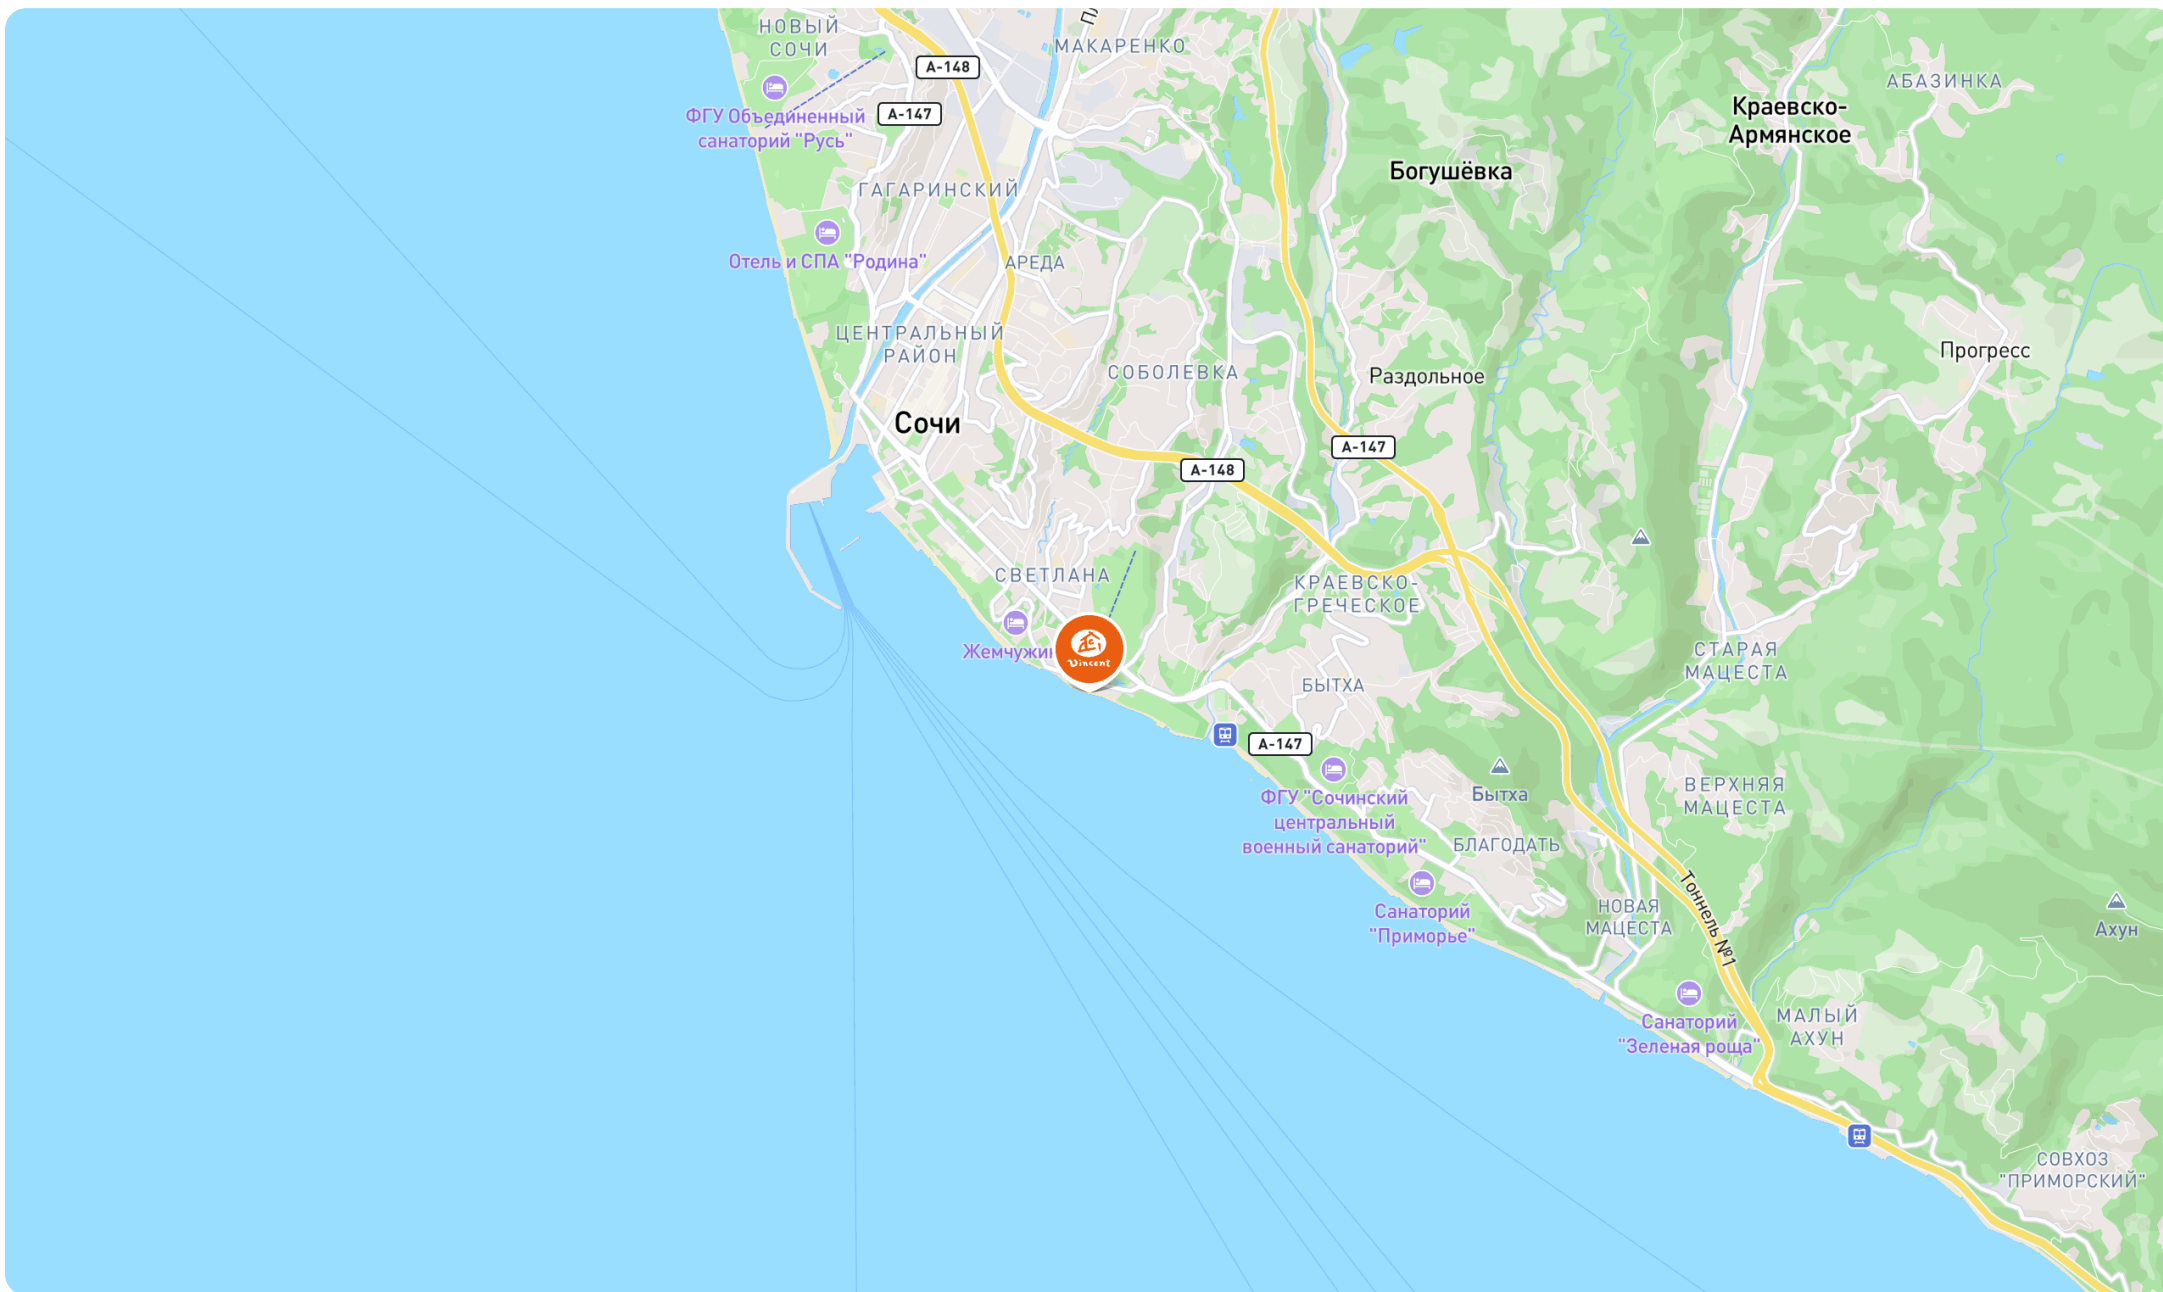 НОВЫЙ
СОЧИ
МАКАРЕНКО
А-148
А-147
ФГУ Объединенный
санаторий "Русь"
ГАГАРИНСКИЙ
Отель и СПА "Родина"
АРЕДА
ЦЕНТРАЛЬНЫЙ
РАЙОН
СОБОЛЕВКА
Сочи
Богушёвка
Краевско-
Армянское
АБАЗИНКА
Прогресс
Раздольное
А-147
А-148
СВЕТЛАНА
КРАЕВСКО-
ГРЕЧЕСКОЕ
Vincent
СТАРАЯ
МАЦЕСТА
БЫТХА
А-147
ФГУ "Сочинский
центральный
военный санаторий"
Бытха
ВЕРХНЯЯ
МАЦЕСТА
БЛАГОДАТЬ
Санаторий
"Приморье"
НОВАЯ
МАЦЕСТА
Тоннель №1
Ахун
Санаторий
"Зеленая роща"
МАЛЫЙ
АХУН
СОВХОЗ
"ПРИМОРСКИЙ"